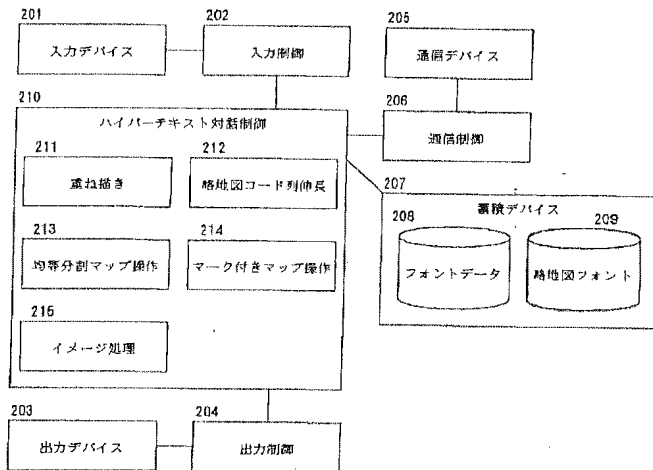 201
入力デバイス
202
入力制御
205
通信デバイス
210
ハイパーテキスト対話制御
206
通信制御
211
重ね描き
212
略地図コード列伸長
207
蓄積デバイス
208
フォントデータ
209
略地図フォント
213
均等分割マップ操作
214
マーク付きマップ操作
215
イメージ処理
203
出力デバイス
204
出力制御